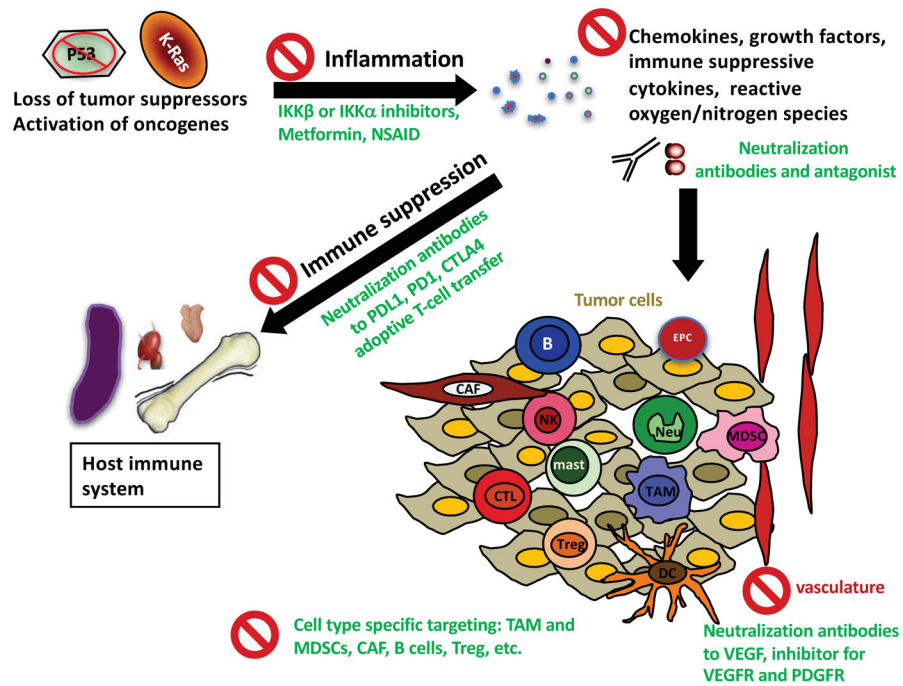 P53
K-Ras
Loss of tumor suppressors
Activation of oncogenes
Inflammation
IKKβ or IKKα inhibitors,
Metformin, NSAID
Chemokines, growth factors,
immune suppressive
cytokines, reactive
oxygen/nitrogen species
Neutralization
antibodies and antagonist
Immune suppression
Neutralization antibodies
to PDL1, PD1, CTLA4
adoptive T-cell transfer
Host immune
system
Tumor cells
B
EPC
CAF
NK
Neu
MDSC
mast
CTL
TAM
Treg
DC
vasculature
Cell type specific targeting: TAM and
MDSCs, CAF, B cells, Treg, etc.
Neutralization antibodies
to VEGF, inhibitor for
VEGFR and PDGFR